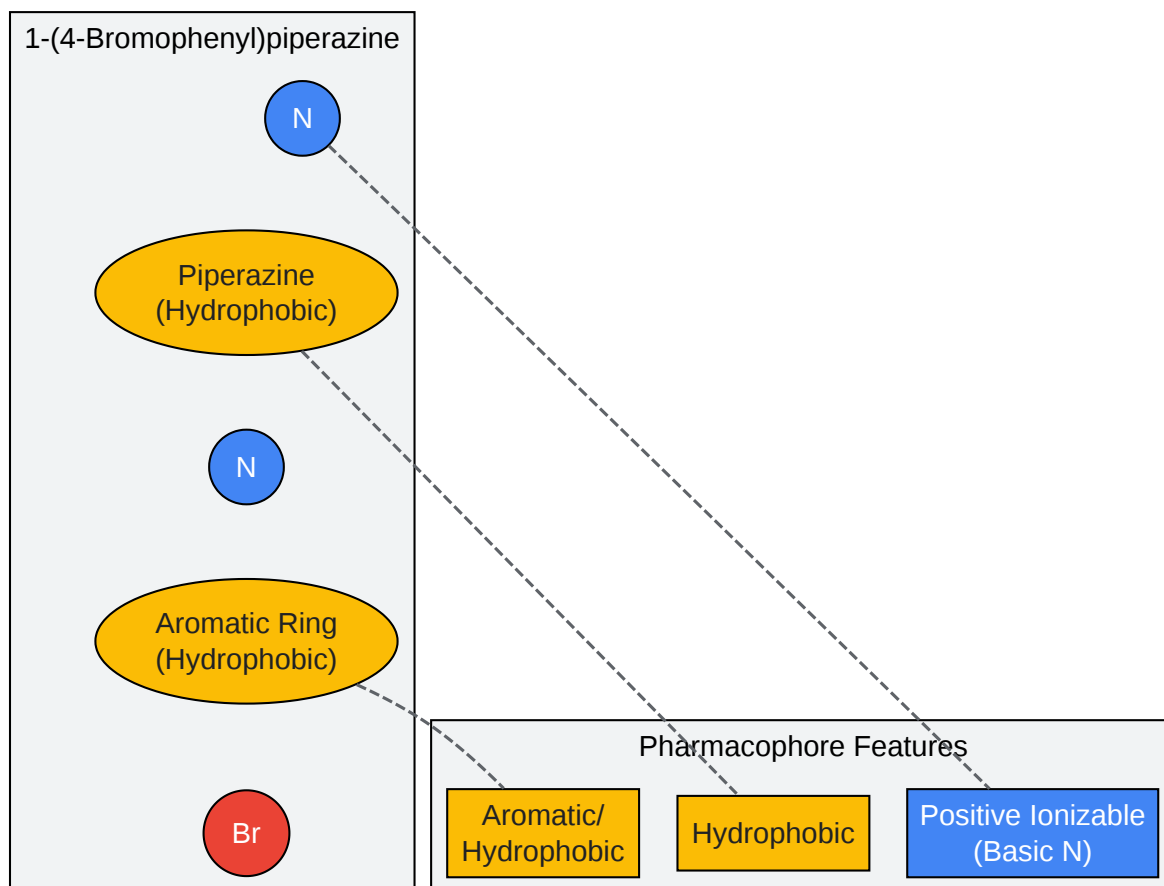 1-(4-Bromophenyl)piperazine
N
Piperazine
(Hydrophobic)
N
Aromatic Ring
(Hydrophobic)
Br
Pharmacophore Features
Aromatic/
Hydrophobic
Hydrophobic
Positive Ionizable
(Basic N)